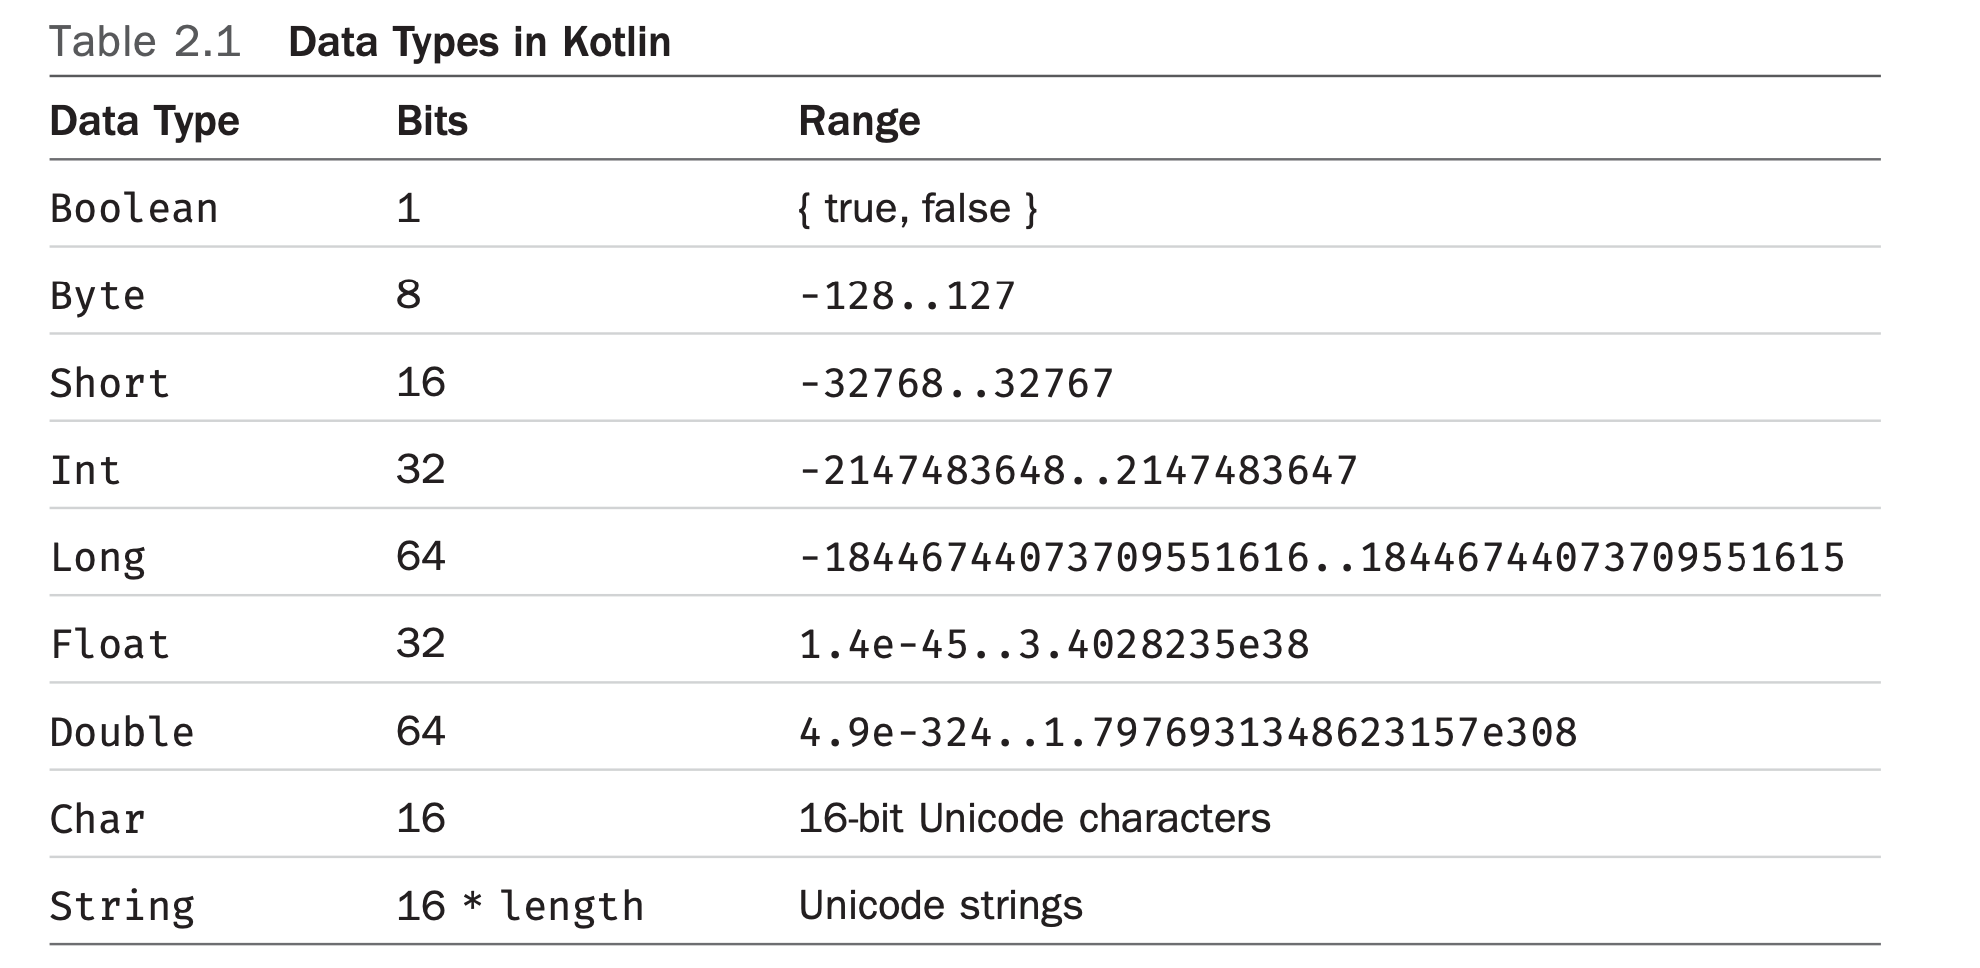 Table 2.1 Data Types in Kotlin
Data Type Bits Range
Boolean 1 { true, false }
Byte 8 -128..127
Short 16 -32768..32767
Int 32 -2147483648..2147483647
Long 64 -18446744073709551616..18446744073709551615
Float 32 1.4e-45..3.4028235e38
Double 64 4.9e-324..1.7976931348623157e308
Char 16 16-bit Unicode characters
String 16 * length Unicode strings